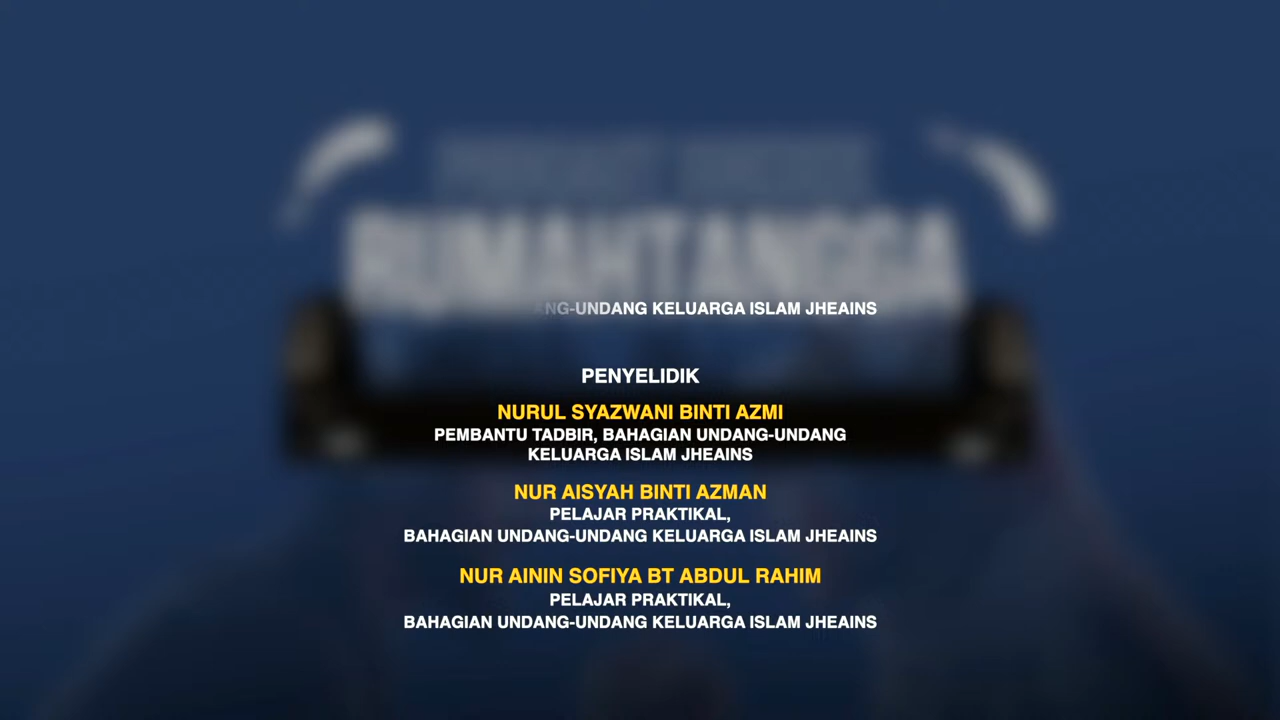 RUMAHTANGGA
NG-UNDANG KELUARGA ISLAM JHEAINS
PENYELIDIK
NURUL SYAZWANI BINTI AZMI
PEMBANTU TADBIR, BAHAGIAN UNDANG-UNDANG
KELUARGA ISLAM JHEAINS
NUR AISYAH BINTI AZMAN
PELAJAR PRAKTIKAL,
BAHAGIAN UNDANG-UNDANG KELUARGA ISLAM JHEAINS
NUR AININ SOFIYA BT ABDUL RAHIM
PELAJAR PRAKTIKAL,
BAHAGIAN UNDANG-UNDANG KELUARGA ISLAM JHEAINS